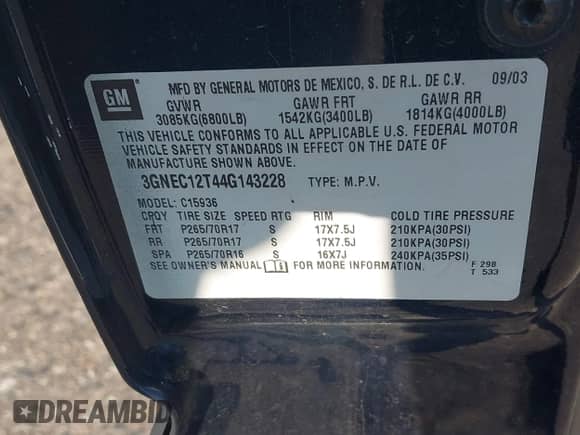 GM
MFD BY GENERAL MOTORS DE MEXICO, S. DE R.L. DE C.V. 09/03
GVWR GAWR FRT GAWR RR
3085KG(6800LB) 1542KG(3400LB) 1814KG(4000LB)
THIS VEHICLE CONFORMS TO ALL APPLICABLE U.S. FEDERAL MOTOR
VEHICLE SAFETY STANDARDS IN EFFECT ON THE DATE OF
MANUFACTURE SHOWN ABOVE.
3GNEC12T44G143228 TYPE: M.P.V.
MODEL: C15936
CPQY TIRE SIZE SPEED RTG RIM COLD TIRE PRESSURE
FRT P265/70R17 S 17X7.5J 210KPA(30PSI)
RR P265/70R17 S 17X7.5J 210KPA(30PSI)
SPA P265/70R16 S 16X7J 240KPA(35PSI)
SEE OWNER'S MANUAL FOR MORE INFORMATION. F 298
T 533
DREAMBID